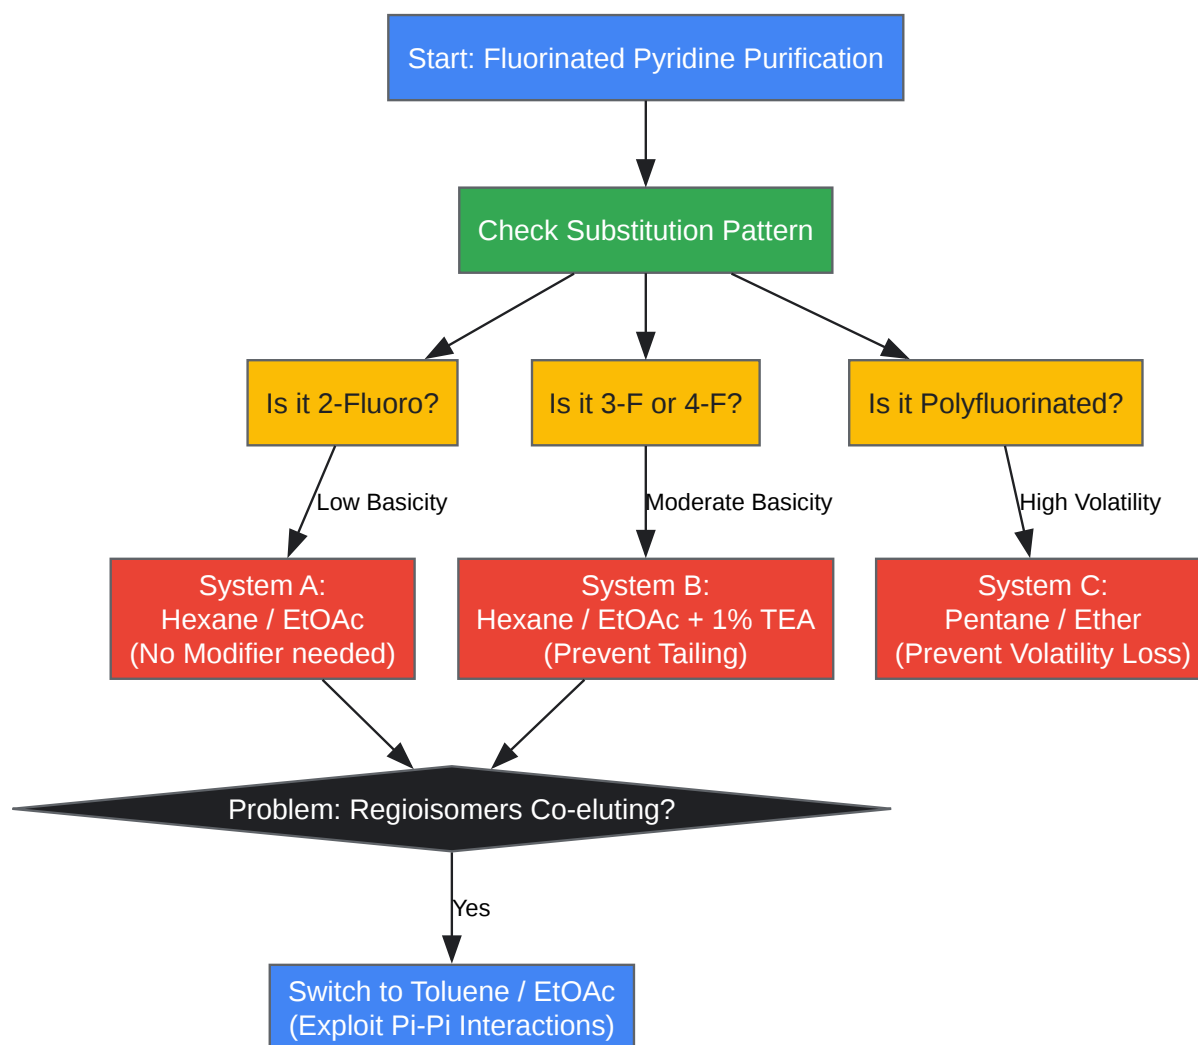 Start: Fluorinated Pyridine Purification
Check Substitution Pattern
Is it 2-Fluoro?
Is it 3-F or 4-F?
Is it Polyfluorinated?
Low Basicity
Moderate Basicity
High Volatility
System A:
Hexane / EtOAc
(No Modifier needed)
System B:
Hexane / EtOAc + 1% TEA
(Prevent Tailing)
System C:
Pentane / Ether
(Prevent Volatility Loss)
Problem: Regioisomers Co-eluting?
Yes
Switch to Toluene / EtOAc
(Exploit Pi-Pi Interactions)